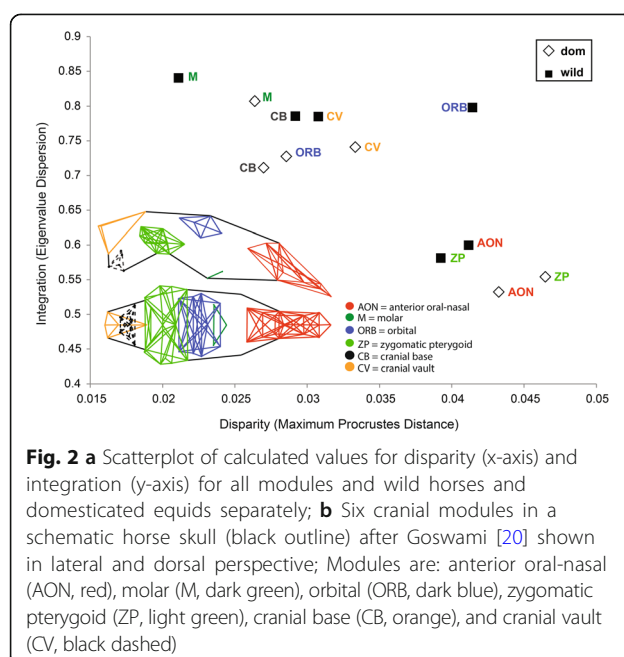 0.9
0.85
0.8
0.75
0.7
0.65
0.6
0.55
0.5
0.45
0.4
Integration (Eigenvalue Dispersion)
◇ dom
■ wild
M
M
CB
CV
ORB
CB
ORB
CV
AON
ZP
ZP
AON
AON = anterior oral-nasal
M = molar
ORB = orbital
ZP = zygomatic pterygoid
CB = cranial base
CV = cranial vault
0.015 0.02 0.025 0.03 0.035 0.04 0.045 0.05
Disparity (Maximum Procrustes Distance)
Fig. 2 a Scatterplot of calculated values for disparity (x-axis) and
integration (y-axis) for all modules and wild horses and
domesticated equids separately; b Six cranial modules in a
schematic horse skull (black outline) after Goswami [20] shown
in lateral and dorsal perspective; Modules are: anterior oral-nasal
(AON, red), molar (M, dark green), orbital (ORB, dark blue), zygomatic
pterygoid (ZP, light green), cranial base (CB, orange), and cranial vault
(CV, black dashed)